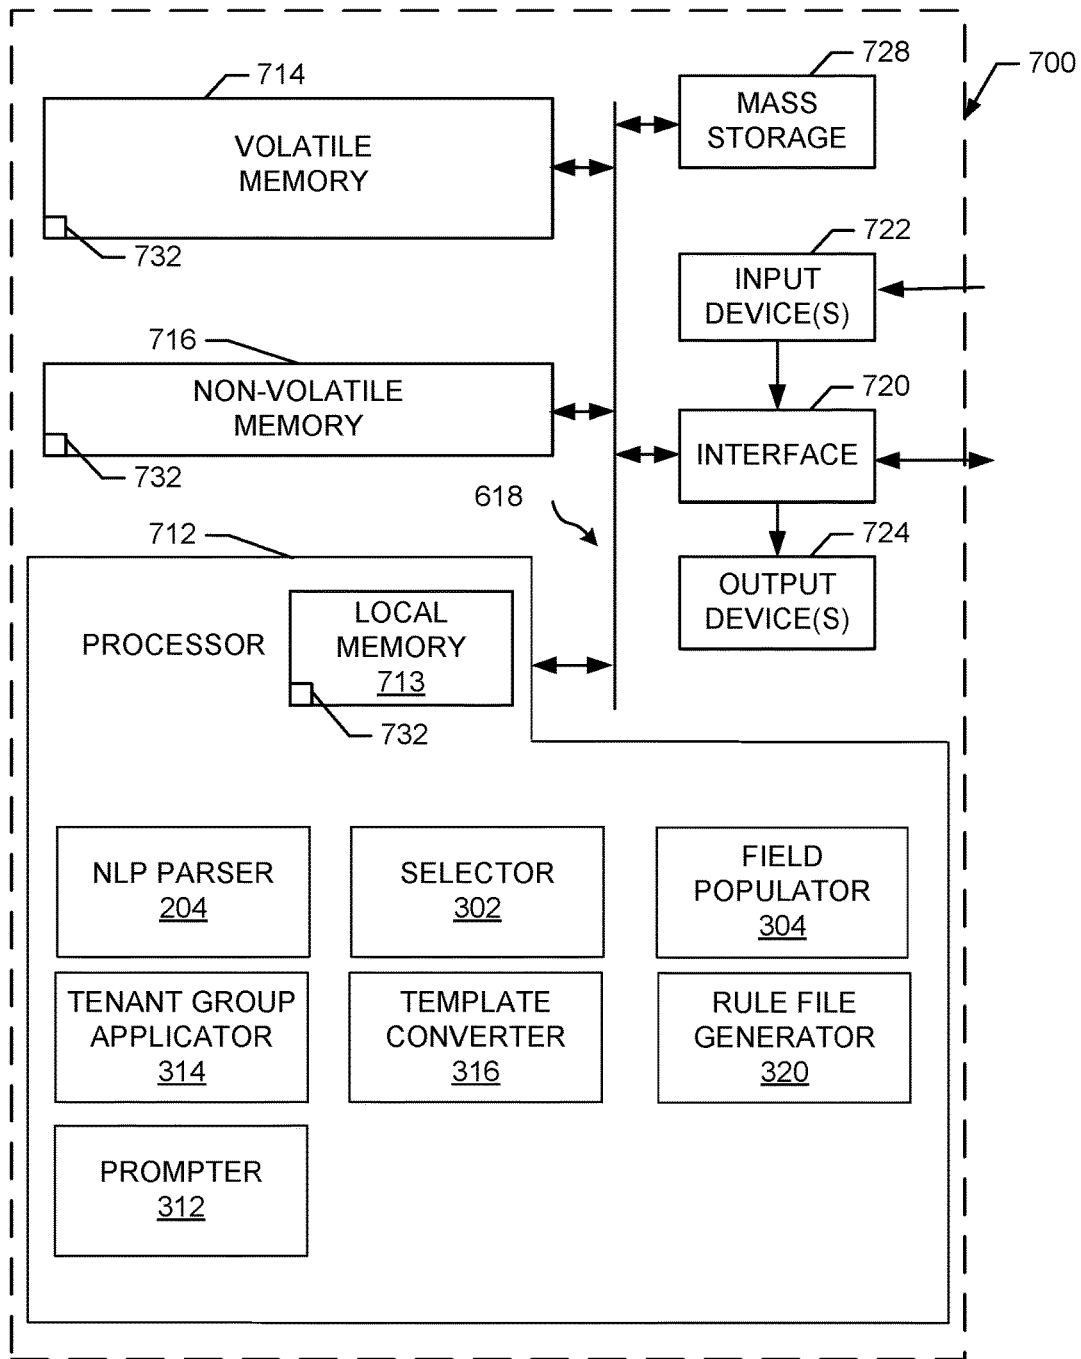 700
714
VOLATILE
MEMORY
732
728
MASS
STORAGE
722
INPUT
DEVICE(S)
716
NON-VOLATILE
MEMORY
732
720
INTERFACE
618
724
OUTPUT
DEVICE(S)
712
PROCESSOR
LOCAL
MEMORY
713
732
NLP PARSER
204
SELECTOR
302
FIELD
POPULATOR
304
TENANT GROUP
APPLICATOR
314
TEMPLATE
CONVERTER
316
RULE FILE
GENERATOR
320
PROMPTER
312